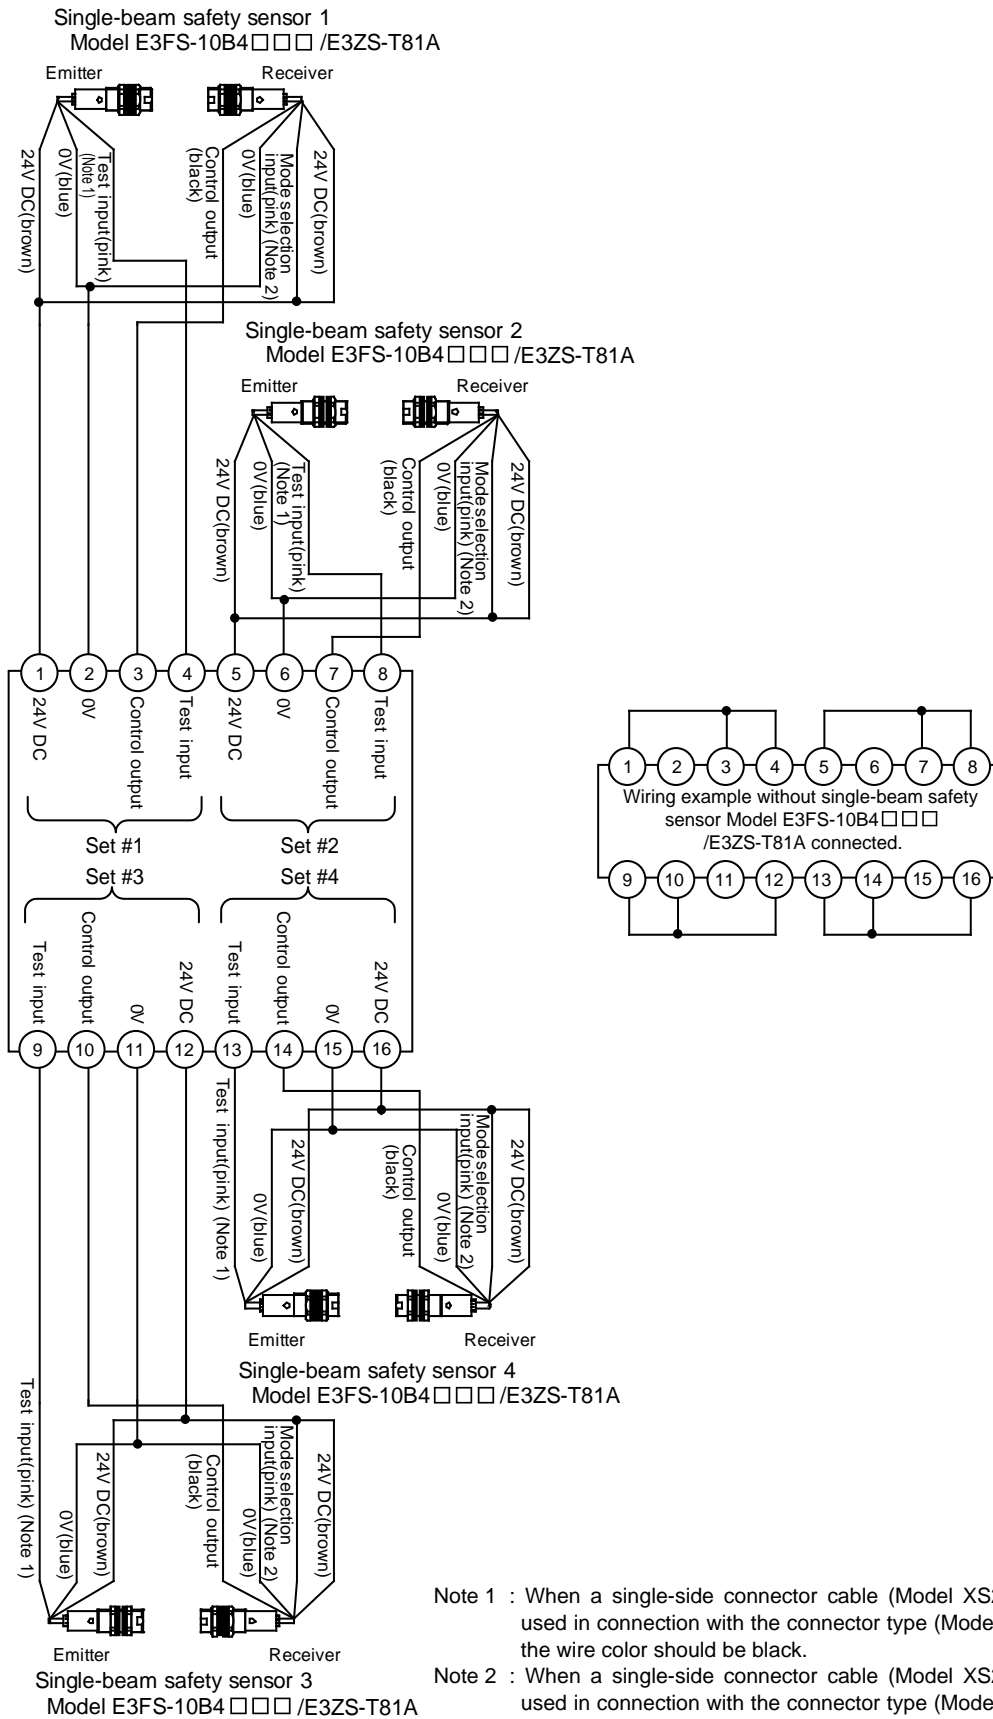 Single-beam safety sensor 1
Model E3FS-10B4□□□/E3ZS-T81A
Emitter
Receiver
24V DC(brown)
0V(blue)
Test input(pink)
(Note 1)
Control output
(black)
0V(blue)
Mode selection
input(pink) (Note 2)
24V DC(brown)
Single-beam safety sensor 2
Model E3FS-10B4□□□/E3ZS-T81A
Emitter
Receiver
24V DC(brown)
0V(blue)
Test input(pink)
(Note 1)
Control output
(black)
0V(blue)
Mode selection
input(pink) (Note 2)
24V DC(brown)
1 2 3 4 5 6 7 8
24V DC
0V
Control output
Test input
24V DC
0V
Control output
Test input
Set #1
Set #2
Set #3
Set #4
Test input
Control output
0V
24V DC
Test input
Control output
0V
24V DC
9 10 11 12 13 14 15 16
1 2 3 4 5 6 7 8
Wiring example without single-beam safety
sensor Model E3FS-10B4□□□
/E3ZS-T81A connected.
9 10 11 12 13 14 15 16
Test input(pink) (Note 1)
0V(blue)
24V DC(brown)
Control output
(black)
0V(blue)
Mode selection
input(pink) (Note 2)
24V DC(brown)
Emitter
Receiver
Single-beam safety sensor 4
Model E3FS-10B4□□□/E3ZS-T81A
Test input(pink) (Note 1)
0V(blue)
24V DC(brown)
Control output
(black)
0V(blue)
Mode selection
input(pink) (Note 2)
24V DC(brown)
Emitter
Receiver
Single-beam safety sensor 3
Model E3FS-10B4□□□/E3ZS-T81A
Note 1 : When a single-side connector cable (Model
used in connection with the connector type
the wire color should be black.
Note 2 : When a single-side connector cable (Model
used in connection with the connector type